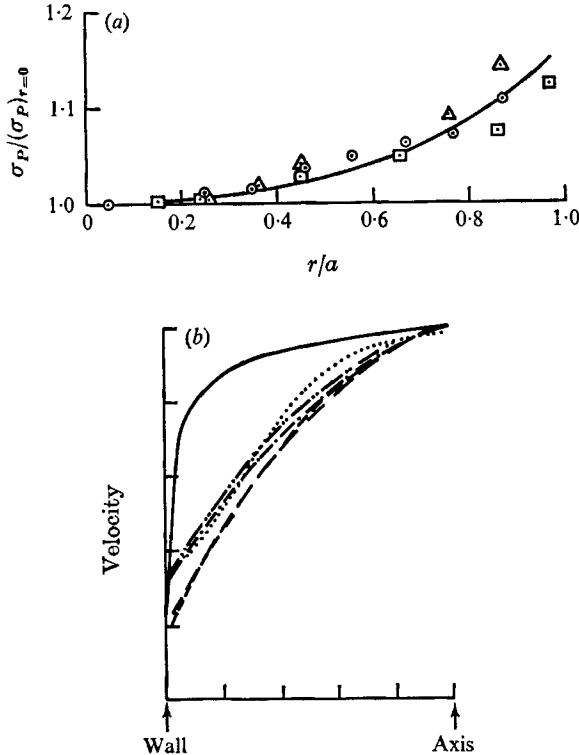 1·2
(a)
1·1
1·0
σP/(σP)r=0
0
0·2
0·4
0·6
0·8
1·0
r/a
(b)
Velocity
Wall
Axis